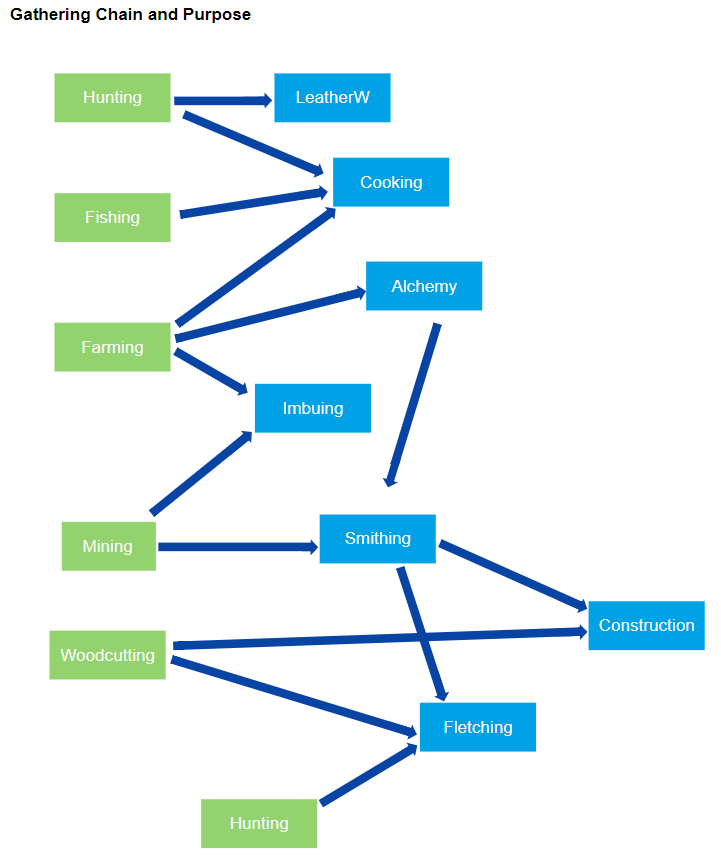 Gathering Chain and Purpose
Hunting
LeatherW
Cooking
Fishing
Alchemy
Farming
Imbuing
Smithing
Mining
Construction
Woodcutting
Fletching
Hunting